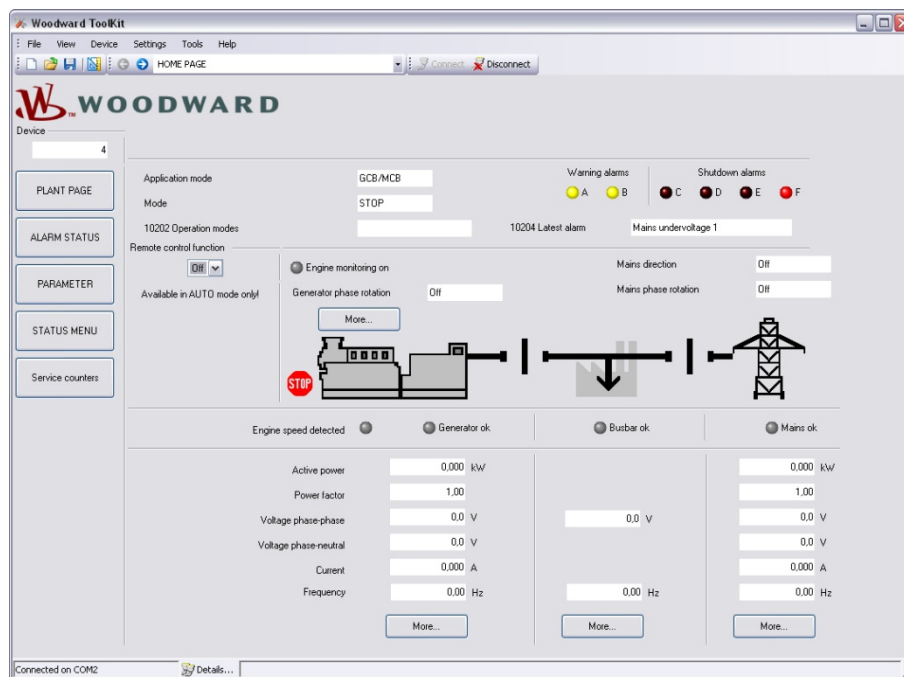 Woodward ToolKit
File View Device Settings Tools Help
HOME PAGE Connect Disconnect
WOODWARD
Device
4
PLANT PAGE
ALARM STATUS
PARAMETER
STATUS MENU
Service counters
Application mode GCB/MCB
Warning alarms Shutdown alarms
A B C D E F
Mode STOP
10202 Operation modes 10204 Latest alarm Mains undervoltage 1
Remote control function
Off
Available in AUTO mode only!
Engine monitoring on
Mains direction Off
Generator phase rotation Off
Mains phase rotation Off
More...
STOP
Engine speed detected Generator ok Busbar ok Mains ok
Active power 0,000 kW 0,000 kW
Power factor 1,00 1,00
Voltage phase-phase 0,0 V 0,0 V 0,0 V
Voltage phase-neutral 0,0 V 0,0 V
Current 0,000 A 0,000 A
Frequency 0,00 Hz 0,00 Hz 0,00 Hz
More... More... More...
Connected on COM2 Details...